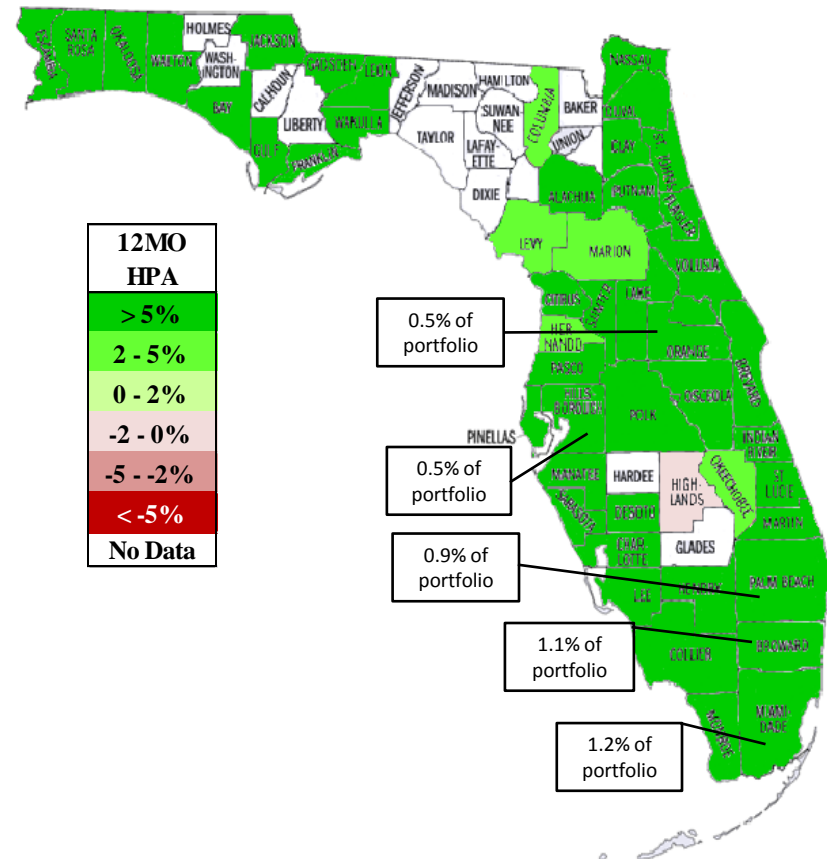 HOLMES
JACKSON
ESCAMBIA
SANTA
ROSA
OKALOOSA
WALTON
WASH-
INGTON
BAY
CALHOUN
GADSDEN
LEON
LIBERTY
WAKULLA
GULF
FRANKLIN
JEFFERSON
MADISON
HAMILTON
TAYLOR
SUWAN-
NEE
LAFAY-
ETTE
DIXIE
COLUMBIA
BAKER
UNION
NASSAU
DUVAL
CLAY
ST. JOHNS
PUTNAM
FLAGLER
ALACHUA
LEVY
MARION
VOLUSIA
CITRUS
SUMTER
LAKE
HER
NANDO
ORANGE
PASCO
HILLS
BOROUGH
POLK
OSCEOLA
BREVARD
PINELLAS
INDIAN
RIVER
MANATEE
HARDEE
HIGH-
LANDS
OKEECHOBEE
ST
LUCIE
SARASOTA
DESOTO
MARTIN
CHAR-
LOTTE
GLADES
LEE
HENDRY
PALM BEACH
COLLIER
BROWARD
MONROE
MIAMI-
DADE
12MO
HPA
> 5%
2 - 5%
0 - 2%
-2 - 0%
-5 - -2%
< -5%
No Data
0.5% of
portfolio
0.5% of
portfolio
0.9% of
portfolio
1.1% of
portfolio
1.2% of
portfolio